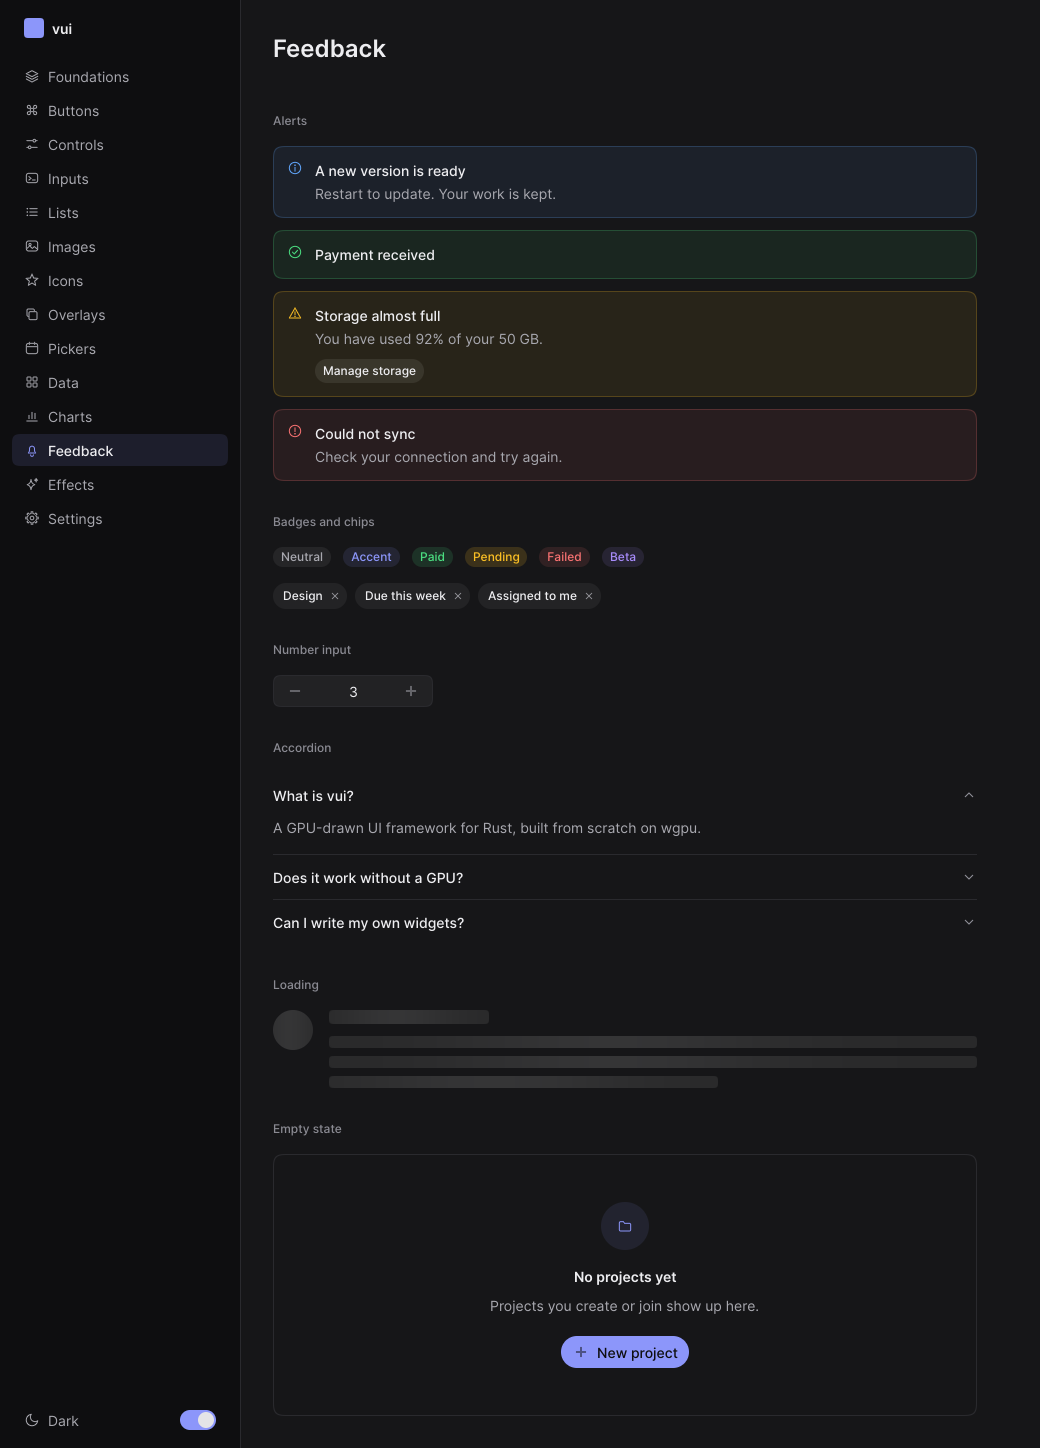 vui
Foundations
Buttons
Controls
Inputs
Lists
Images
Icons
Overlays
Pickers
Data
Charts
Feedback
Effects
Settings
Dark
Feedback
Alerts
A new version is ready
Restart to update. Your work is kept.
Payment received
Storage almost full
You have used 92% of your 50 GB.
Manage storage
Could not sync
Check your connection and try again.
Badges and chips
Neutral Accent Paid Pending Failed Beta
Design Due this week Assigned to me
Number input
3
Accordion
What is vui?
A GPU-drawn UI framework for Rust, built from scratch on wgpu.
Does it work without a GPU?
Can I write my own widgets?
Loading
Empty state
No projects yet
Projects you create or join show up here.
New project